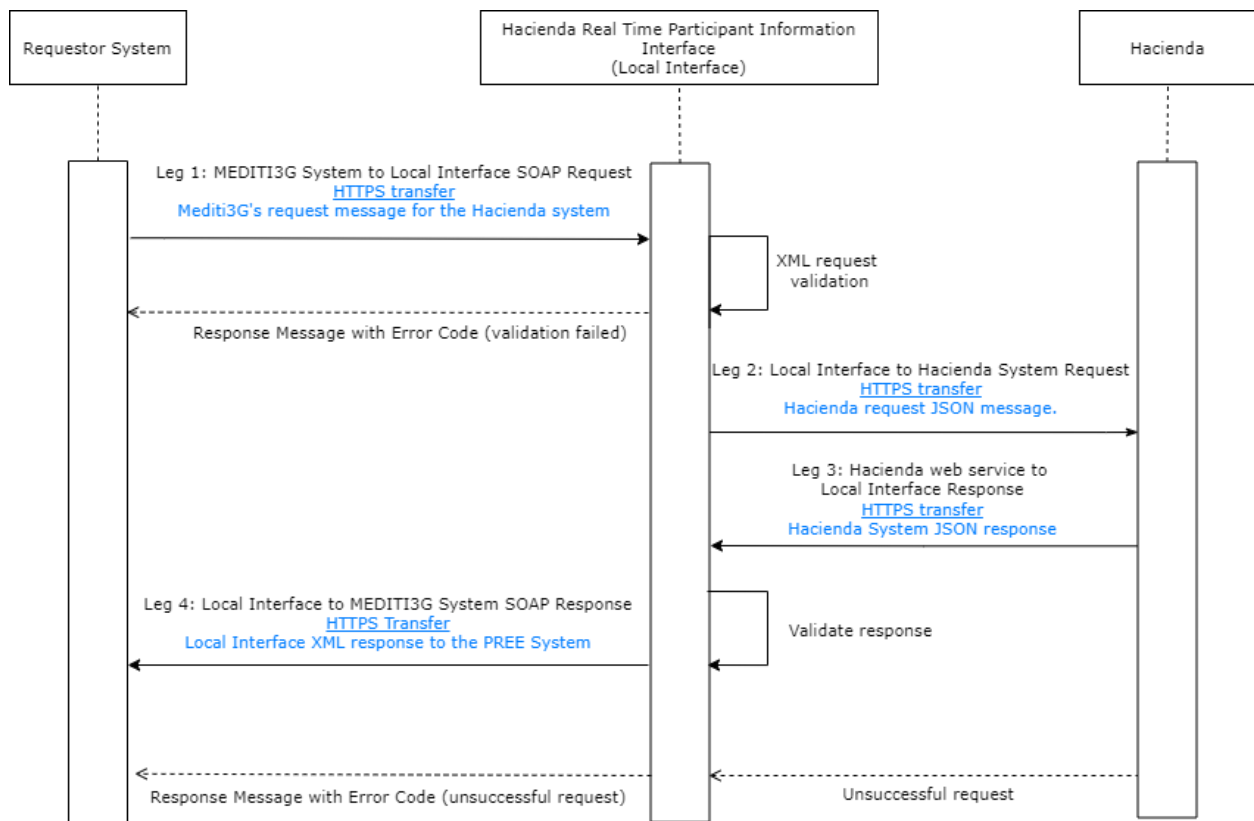 Requestor System
Hacienda Real Time Participant Information
Interface
(Local Interface)
Hacienda
Leg 1: MEDITI3G System to Local Interface SOAP Request
HTTPS transfer
Mediti3G's request message for the Hacienda system
XML request
validation
Response Message with Error Code (validation failed)
Leg 2: Local Interface to Hacienda System Request
HTTPS transfer
Hacienda request JSON message.
Leg 3: Hacienda web service to
Local Interface Response
HTTPS transfer
Hacienda System JSON response
Leg 4: Local Interface to MEDITI3G System SOAP Response
HTTPS Transfer
Local Interface XML response to the PREE System
Validate response
Response Message with Error Code (unsuccessful request)
Unsuccessful request